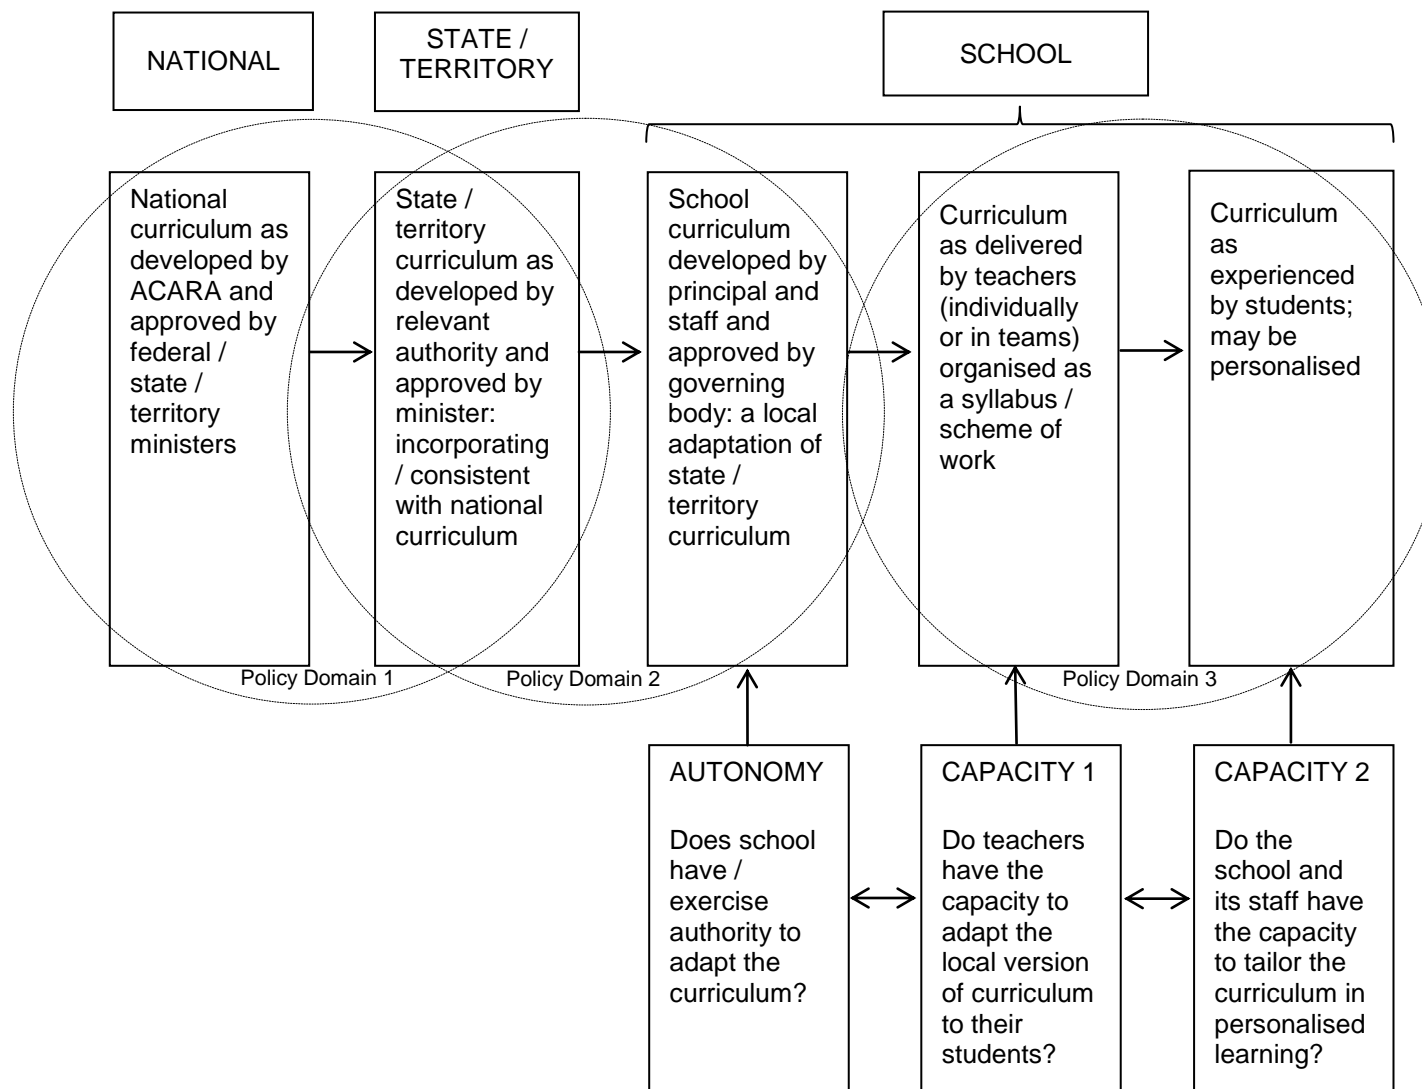 NATIONAL
STATE /
TERRITORY
SCHOOL
National
curriculum as
developed by
ACARA and
approved by
federal /
state /
territory
ministers
State /
territory
curriculum as
developed by
relevant
authority and
approved by
minister:
incorporating
/ consistent
with national
curriculum
School
curriculum
developed by
principal and
staff and
approved by
governing
body: a local
adaptation of
state /
territory
curriculum
Curriculum
as delivered
by teachers
(individually
or in teams)
organised as
a syllabus /
scheme of
work
Curriculum
as
experienced
by students;
may be
personalised
Policy Domain 1
Policy Domain 2
Policy Domain 3
AUTONOMY
Does school
have /
exercise
authority to
adapt the
curriculum?
CAPACITY 1
Do teachers
have the
capacity to
adapt the
local version
of curriculum
to their
students?
CAPACITY 2
Do the
school and
its staff have
the capacity
to tailor the
curriculum in
personalised
learning?